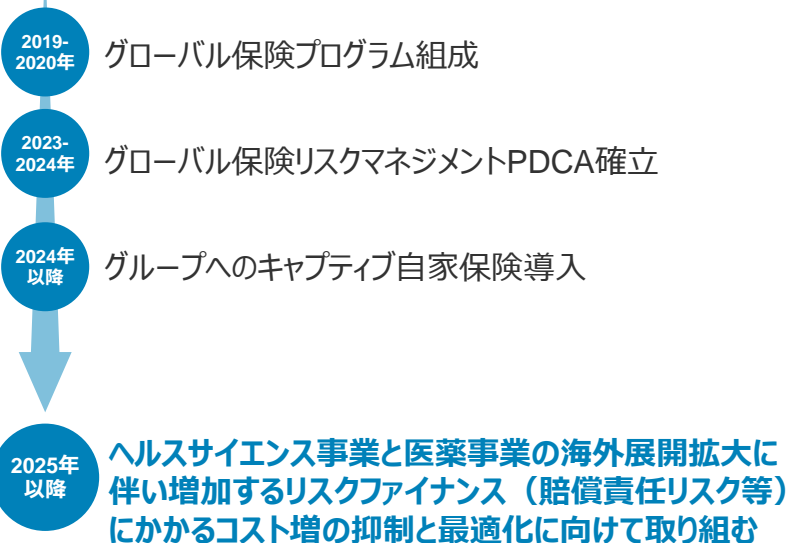 2019-
2020年
グローバル保険プログラム組成
2023-
2024年
グローバル保険リスクマネジメントPDCA確立
2024年
以降
グループへのキャプティブ自家保険導入
2025年
以降
ヘルスサイエンス事業と医薬事業の海外展開拡大に
伴い増加するリスクファイナンス（賠償責任リスク等）
にかかるコスト増の抑制と最適化に向けて取り組む